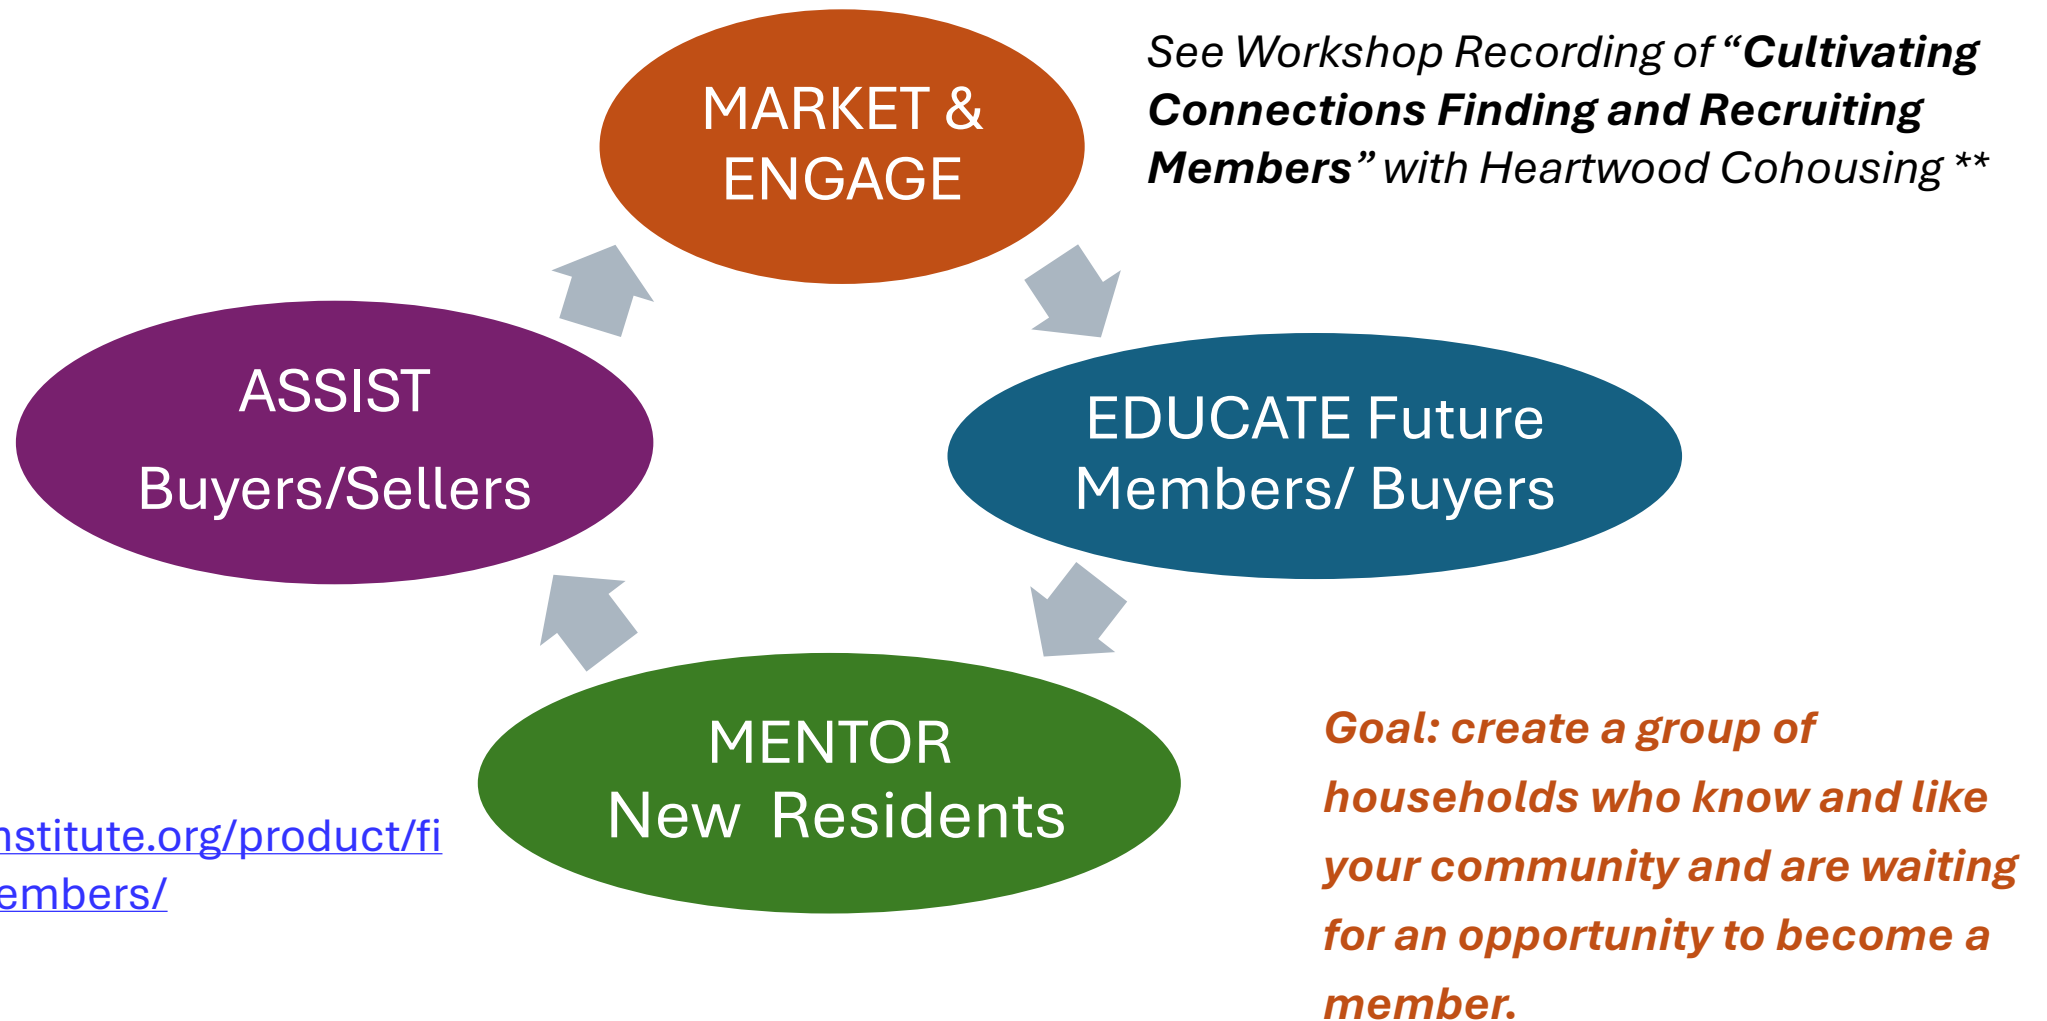 MARKET &
ENGAGE
See Workshop Recording of “Cultivating
Connections Finding and Recruiting
Members” with Heartwood Cohousing **
ASSIST
Buyers/Sellers
EDUCATE Future
Members/ Buyers
MENTOR
New Residents
nstitute.org/product/fi
embers/
Goal: create a group of
households who know and like
your community and are waiting
for an opportunity to become a
member.